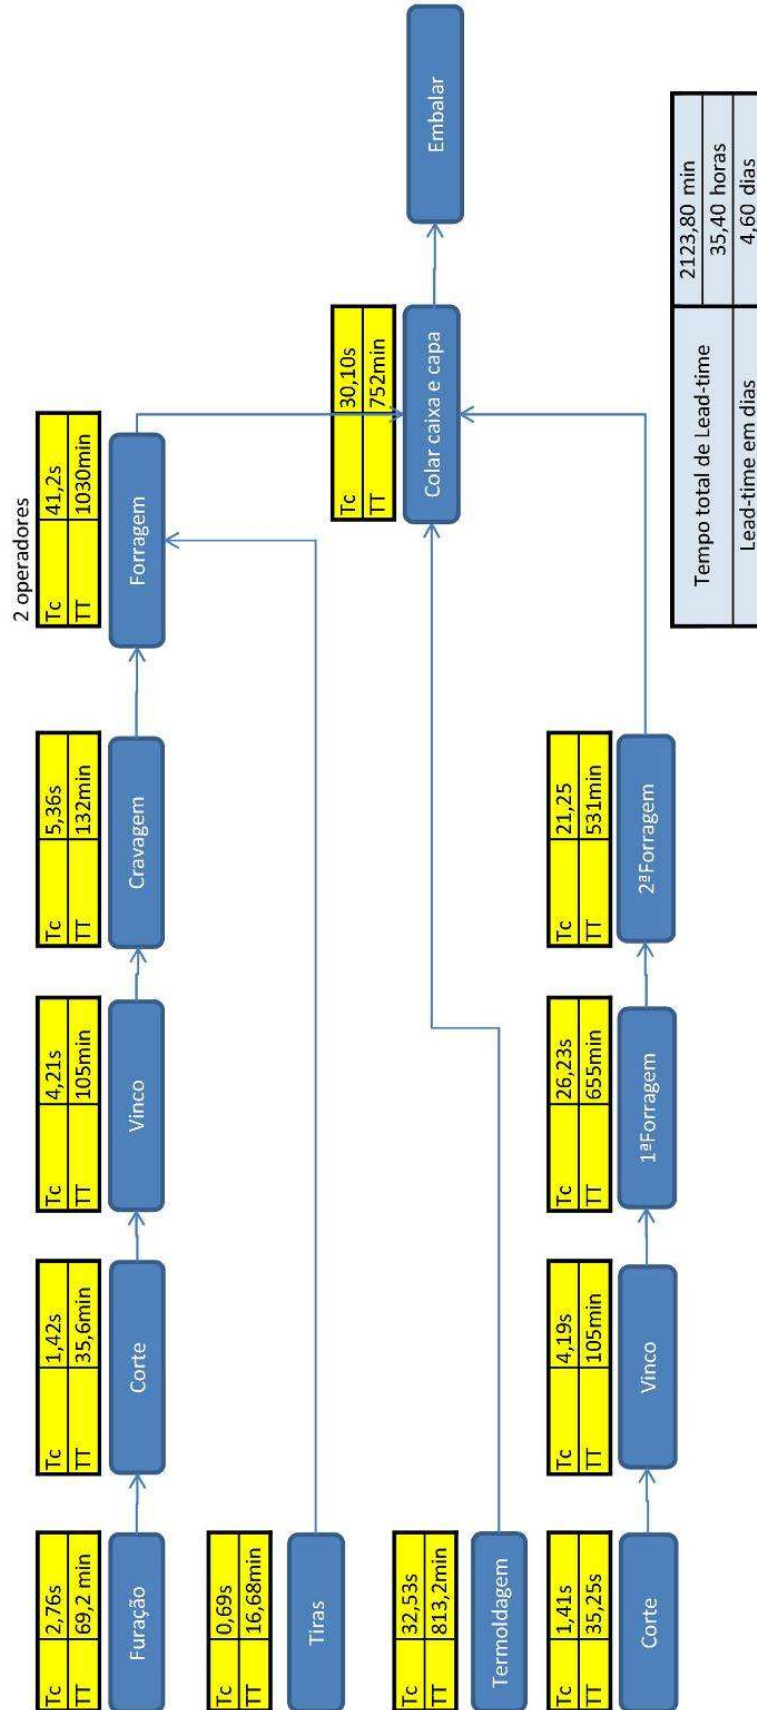 2 operadores
Tc 2,76s
TT 69,2 min
Furação
Tc 1,42s
TT 35,6min
Corte
Tc 4,21s
TT 105min
Vinco
Tc 5,36s
TT 132min
Cravagem
Tc 41,2s
TT 1030min
Forragem
Tc 0,69s
TT 16,68min
Tiras
Tc 30,10s
TT 752min
Colar caixa e capa
Embalar
Tc 32,53s
TT 813,2min
Termoldagem
Tc 1,41s
TT 35,25s
Corte
Tc 4,19s
TT 105min
Vinco
Tc 26,23s
TT 655min
1ªForragem
Tc 21,25
TT 531min
2ªForragem
Tempo total de Lead-time 2123,80 min
35,40 horas
Lead-time em dias 4,60 dias